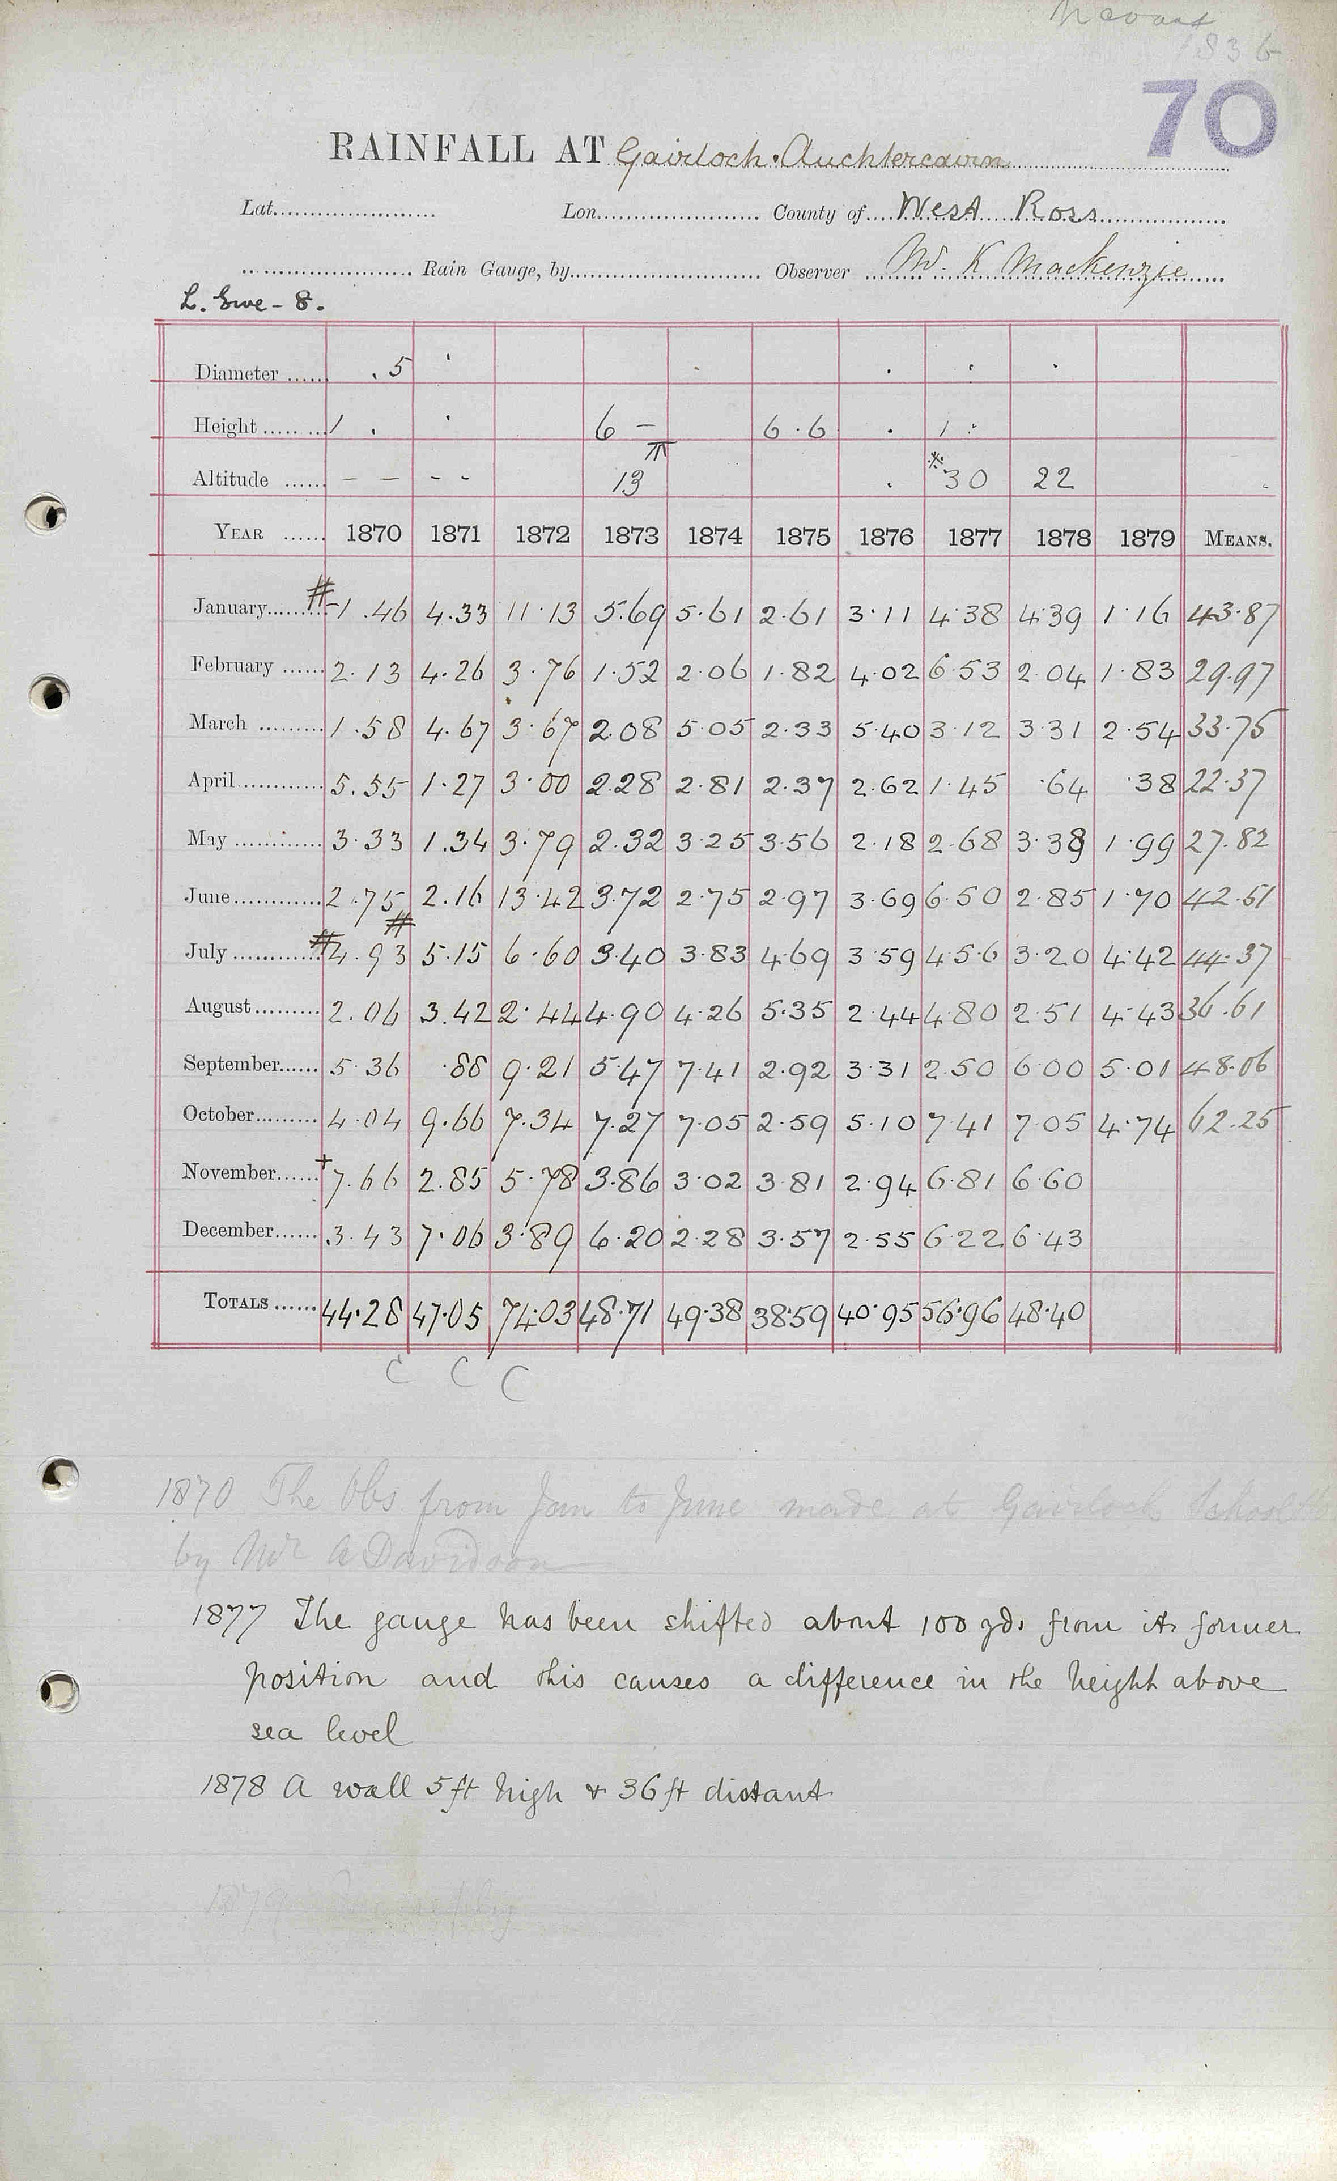 70
RAINFALL AT Gairloch. Auchtercairn
Lat. Lon. County of West Ross
Rain Gauge, by Observer W. K Mackenzie
L. Ewe - 8.
Diameter . 5
Height 1 . 6 - 6 . 6 . 1
Altitude - - - - 13 30 22
YEAR 1870 1871 1872 1873 1874 1875 1876 1877 1878 1879 MEANS.
January # 1.46 4.33 11.13 5.69 5.61 2.61 3.11 4.38 4.39 1.16 43.87
February 2.13 4.26 3.76 1.52 2.06 1.82 4.02 6.53 2.04 1.83 29.97
March 1.58 4.67 3.67 2.08 5.05 2.33 5.40 3.12 3.31 2.54 33.75
April 5.55 1.27 3.00 2.28 2.81 2.37 2.62 1.45 .64 .38 22.37
May 3.33 1.34 3.79 2.32 3.25 3.56 2.18 2.68 3.38 1.99 27.82
June 2.75 # 2.16 13.42 3.72 2.75 2.97 3.69 6.50 2.85 1.70 42.51
July # 4.93 5.15 6.60 3.40 3.83 4.69 3.59 4.56 3.20 4.42 44.37
August 2.06 3.42 2.44 4.90 4.26 5.35 2.44 4.80 2.51 4.43 36.61
September 5.36 .88 9.21 5.47 7.41 2.92 3.31 2.50 6.00 5.01 48.06
October 4.04 9.66 7.34 7.27 7.05 2.59 5.10 7.41 7.05 4.74 62.25
November + 7.66 2.85 5.78 3.86 3.02 3.81 2.94 6.81 6.60
December 3.43 7.06 3.89 6.20 2.28 3.57 2.55 6.22 6.43
TOTALS 44.28 47.05 74.03 48.71 49.38 38.59 40.95 56.96 48.40
C C C
1870 The Obs from Jan to June made at Gairloch School
by Mr A Davidson
1877 The gauge has been shifted about 100 yds from its former
position and this causes a difference in the height above
sea level
1878 A wall 5 ft high & 36 ft distant
1879